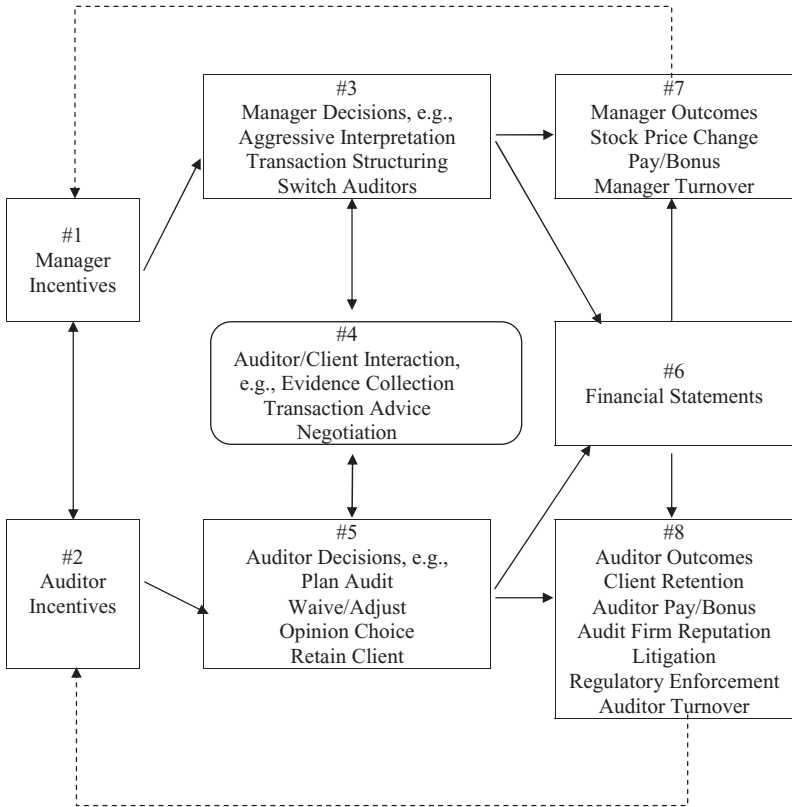 #3
Manager Decisions, e.g.,
Aggressive Interpretation
Transaction Structuring
Switch Auditors
#7
Manager Outcomes
Stock Price Change
Pay/Bonus
Manager Turnover
#1
Manager
Incentives
#4
Auditor/Client Interaction,
e.g., Evidence Collection
Transaction Advice
Negotiation
#6
Financial Statements
#2
Auditor
Incentives
#5
Auditor Decisions, e.g.,
Plan Audit
Waive/Adjust
Opinion Choice
Retain Client
#8
Auditor Outcomes
Client Retention
Auditor Pay/Bonus
Audit Firm Reputation
Litigation
Regulatory Enforcement
Auditor Turnover